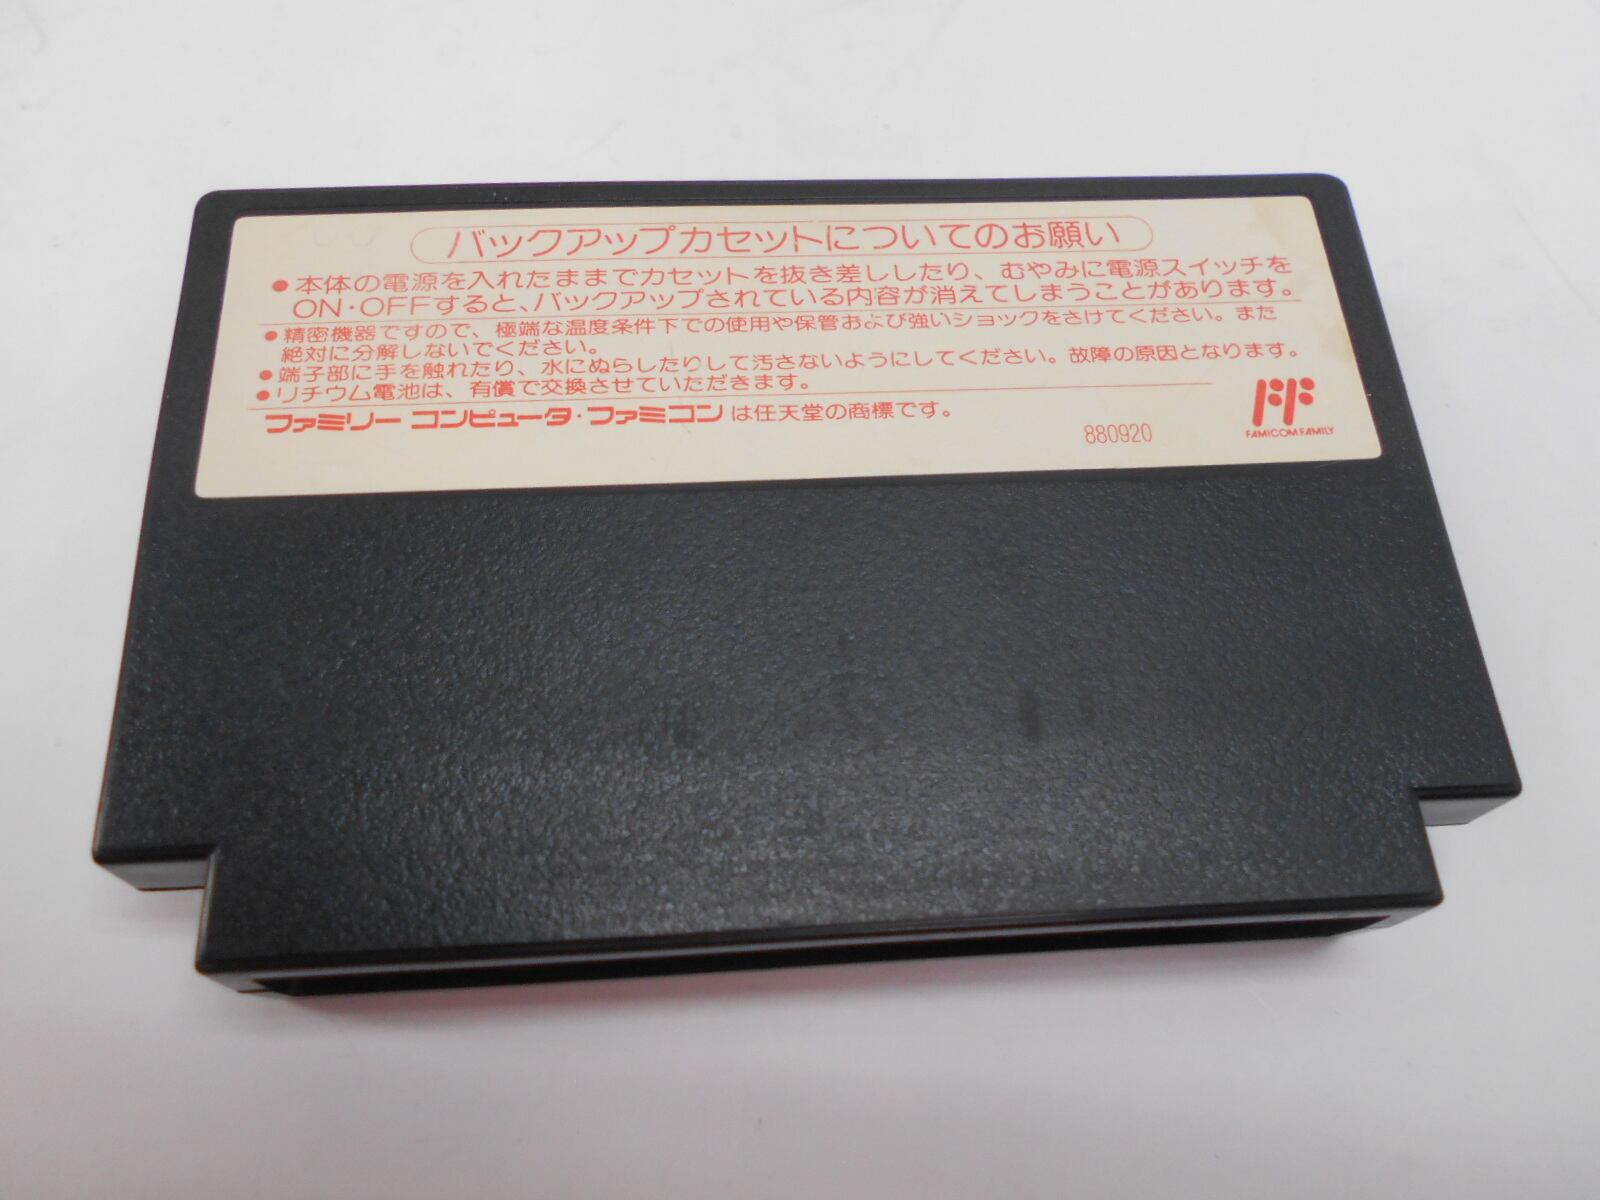 バックアップカセットについてのお願い
●本体の電源を入れたままでカセットを抜き差ししたり、むやみに電源スイッチを
ON・OFFすると、バックアップされている内容が消えてしまうことがあります。
●精密機器ですので、極端な温度条件下での使用や保管および強いショックをさけてください。また
絶対に分解しないでください。
●端子部に手を触れたり、水にぬらしたりして汚さないようにしてください。故障の原因となります。
●リチウム電池は、有償で交換させていただきます。
ファミリー コンピュータ・ファミコン は任天堂の商標です。
880920
FF
FAMICOM FAMILY